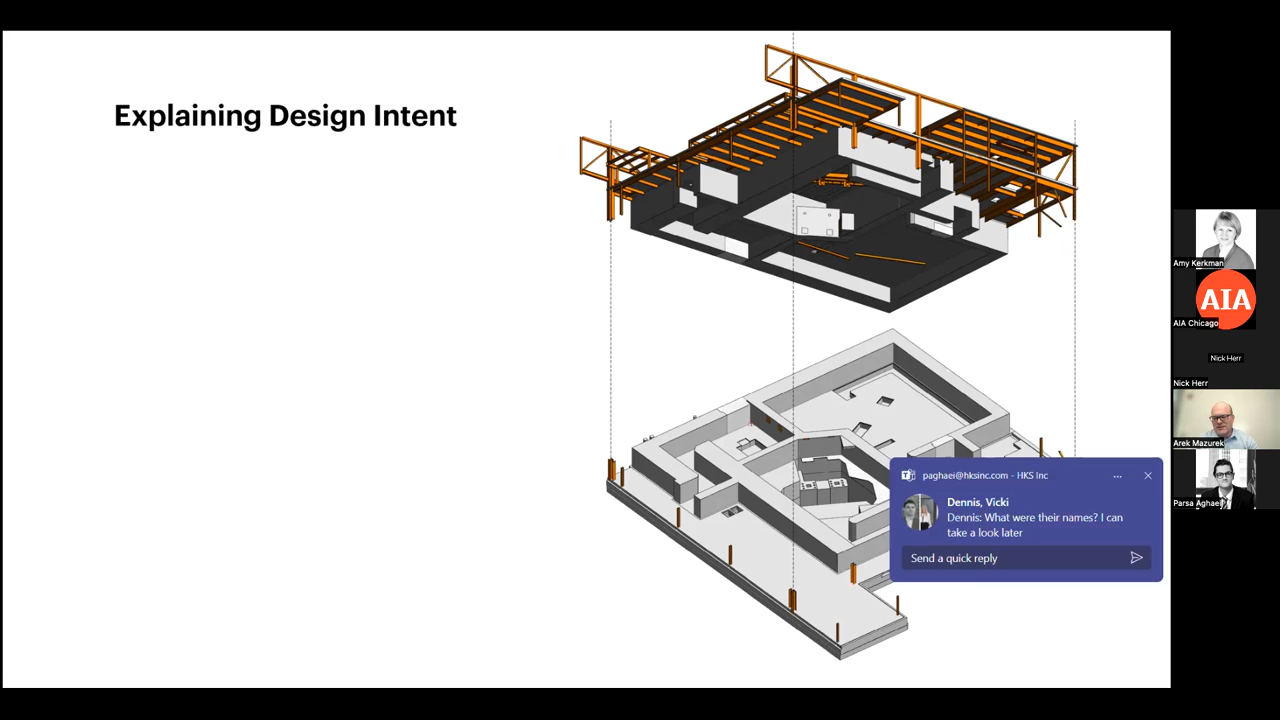 Explaining Design Intent
paghaei@hksinc.com - HKS Inc
Dennis, Vicki
Dennis: What were their names? I can
take a look later
Send a quick reply
Amy Kerkman
AIA
AIA Chicago
Nick Herr
Nick Herr
Arek Mazurek
Parsa Aghaei